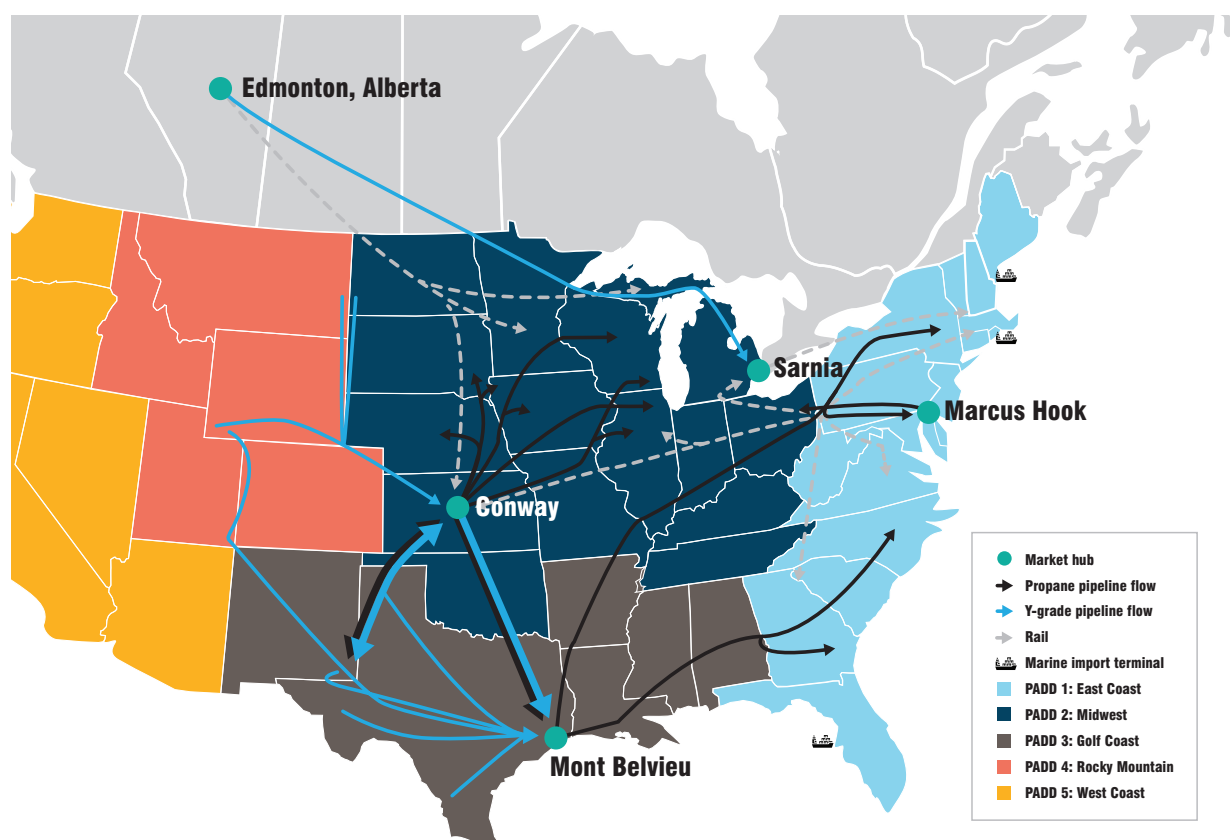 Edmonton, Alberta
Sarnia
Marcus Hook
Conway
Mont Belvieu
Market hub
Propane pipeline flow
Y-grade pipeline flow
Rail
Marine import terminal
PADD 1: East Coast
PADD 2: Midwest
PADD 3: Golf Coast
PADD 4: Rocky Mountain
PADD 5: West Coast